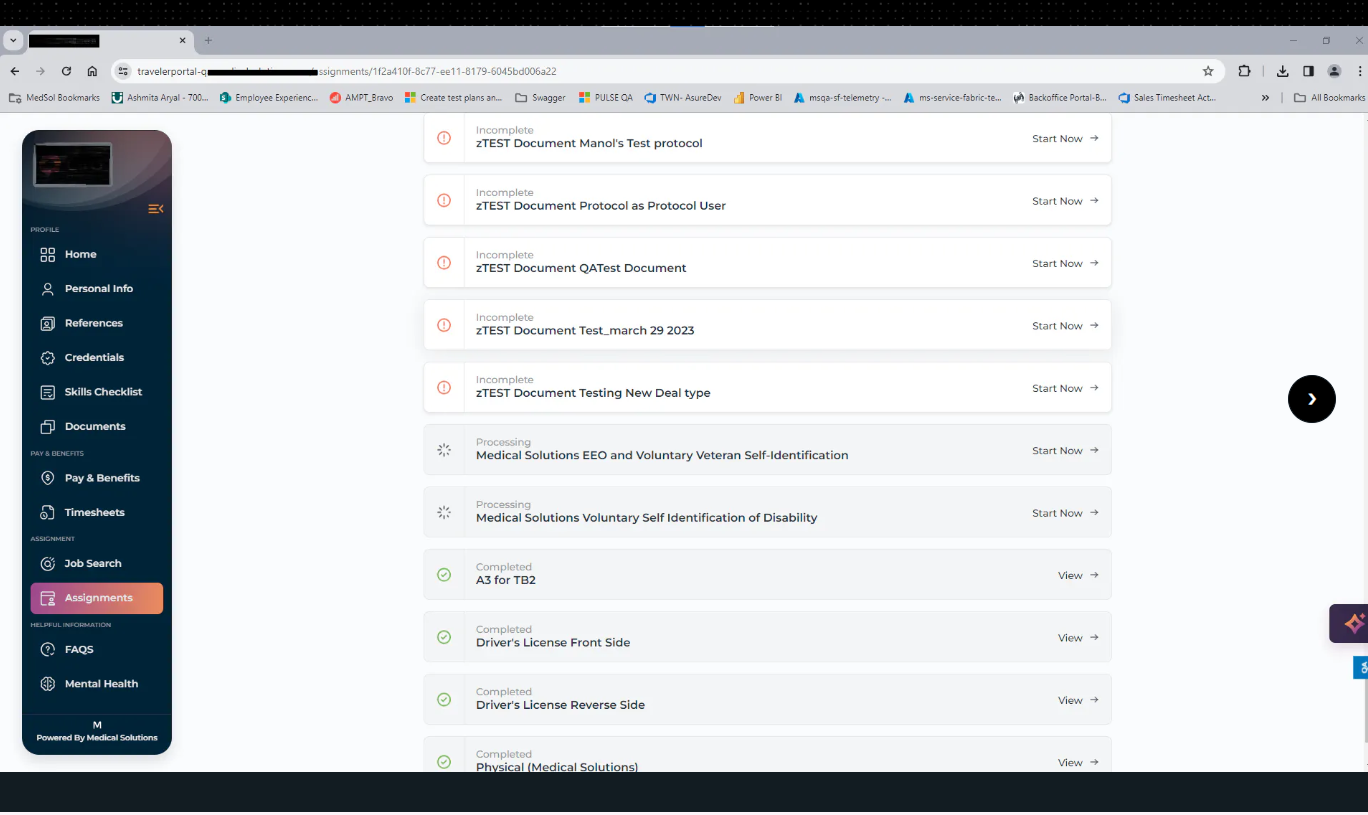 travelerportal-q
ssignments/1f2a410f-8c77-ee11-8179-6045bd006a22
MedSol Bookmarks
Ashmita Aryal - 700...
Employee Experienc...
AMPT_Bravo
Create test plans an...
Swagger
PULSE QA
TWN- AsureDev
Power BI
msqa-sf-telemetry -...
ms-service-fabric-te...
Backoffice Portal-B...
Sales Timesheet Act...
All Bookmarks
PROFILE
Home
Personal Info
References
Credentials
Skills Checklist
Documents
PAY & BENEFITS
Pay & Benefits
Timesheets
ASSIGNMENT
Job Search
Assignments
HELPFUL INFORMATION
FAQS
Mental Health
M
Powered By Medical Solutions
Incomplete
zTEST Document Manol's Test protocol
Start Now
Incomplete
zTEST Document Protocol as Protocol User
Start Now
Incomplete
zTEST Document QATest Document
Start Now
Incomplete
zTEST Document Test_march 29 2023
Start Now
Incomplete
zTEST Document Testing New Deal type
Start Now
Processing
Medical Solutions EEO and Voluntary Veteran Self-Identification
Start Now
Processing
Medical Solutions Voluntary Self Identification of Disability
Start Now
Completed
A3 for TB2
View
Completed
Driver's License Front Side
View
Completed
Driver's License Reverse Side
View
Completed
Physical (Medical Solutions)
View